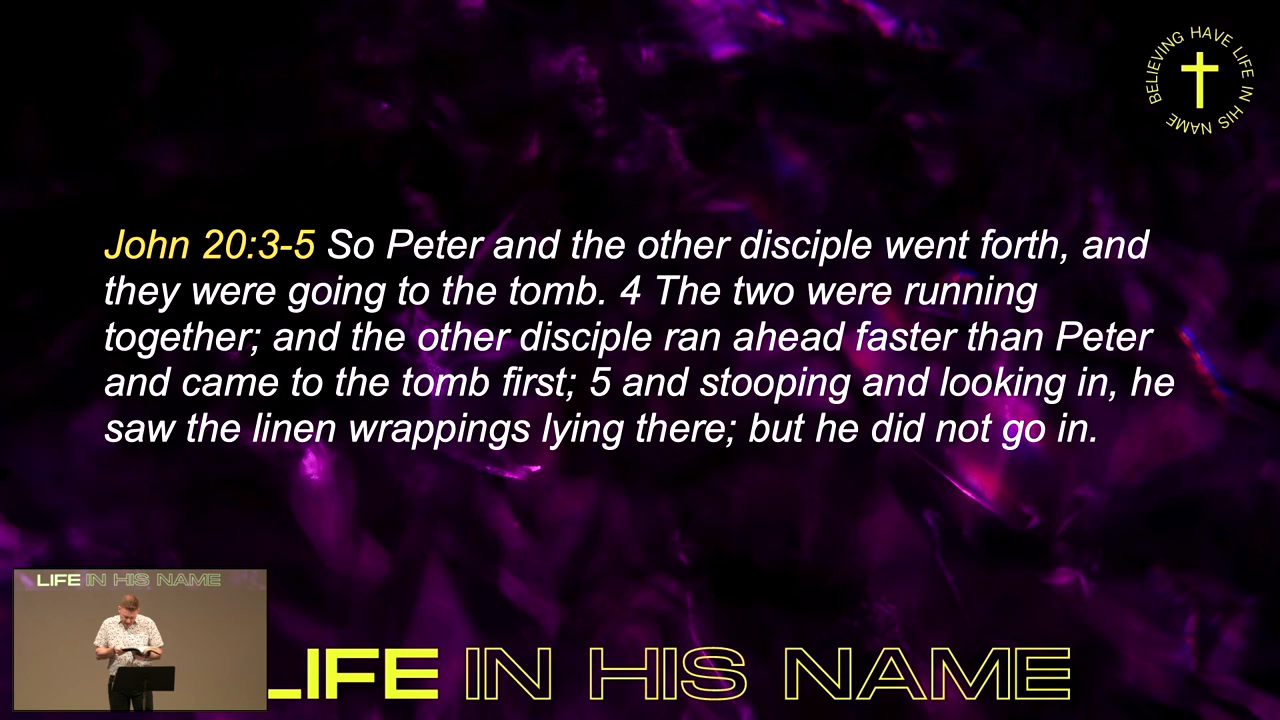 BELIEVING HAVE LIFE IN HIS NAME
John 20:3-5 So Peter and the other disciple went forth, and
they were going to the tomb. 4 The two were running
together; and the other disciple ran ahead faster than Peter
and came to the tomb first; 5 and stooping and looking in, he
saw the linen wrappings lying there; but he did not go in.
LIFE IN HIS NAME
LIFE IN HIS NAME